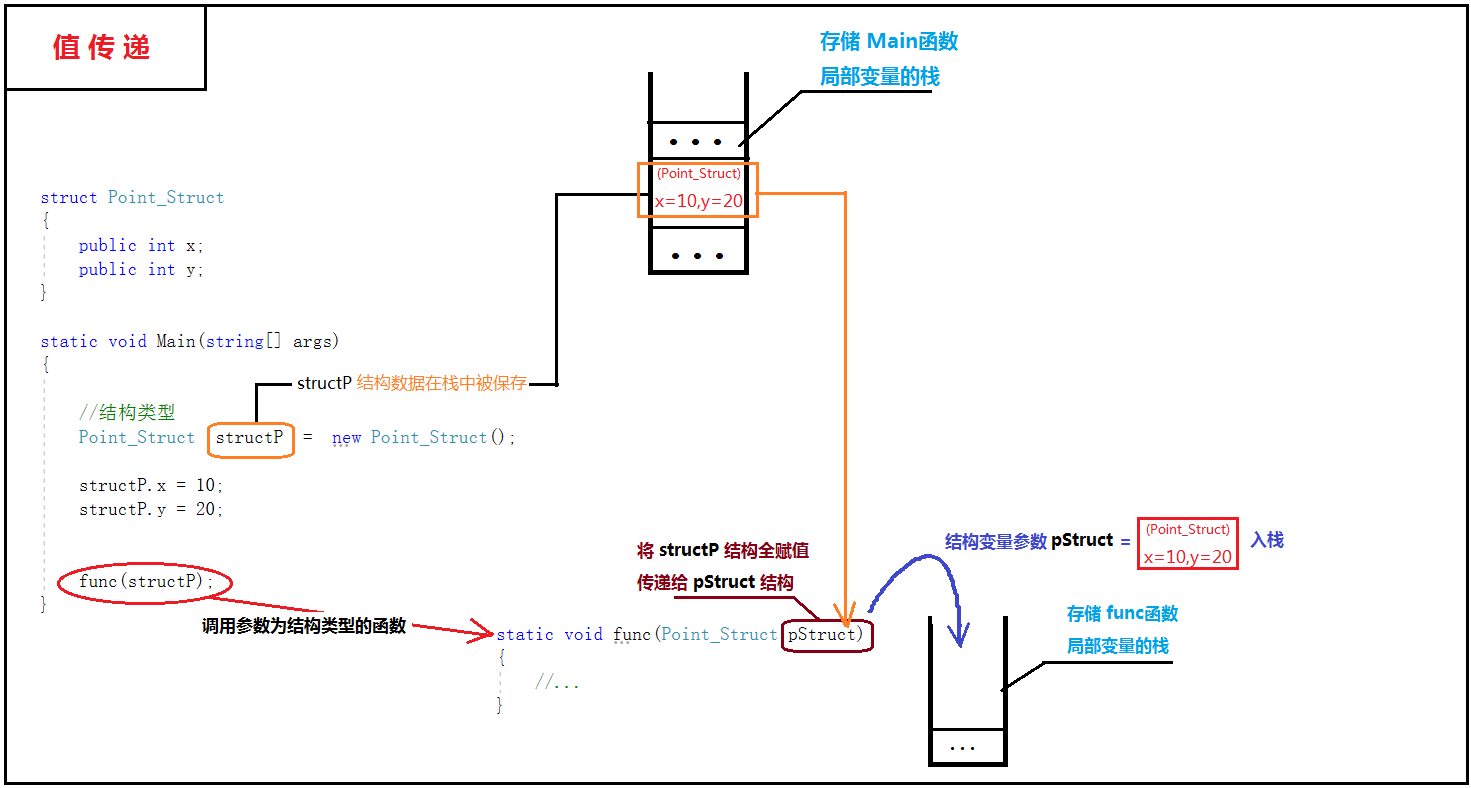 值 传 递
存储 Main函数
局部变量的栈
• • •
(Point_Struct)
x=10,y=20
• • •
struct Point_Struct
{
public int x;
public int y;
}
static void Main(string[] args)
{
structP 结构数据在栈中被保存
//结构类型
Point_Struct structP = new Point_Struct();
structP.x = 10;
structP.y = 20;
func(structP);
}
调用参数为结构类型的函数
将 structP 结构全赋值
传递给 pStruct 结构
static void func(Point_Struct pStruct)
{
//...
}
结构变量参数 pStruct =
(Point_Struct)
x=10,y=20
入栈
存储 func函数
局部变量的栈
...